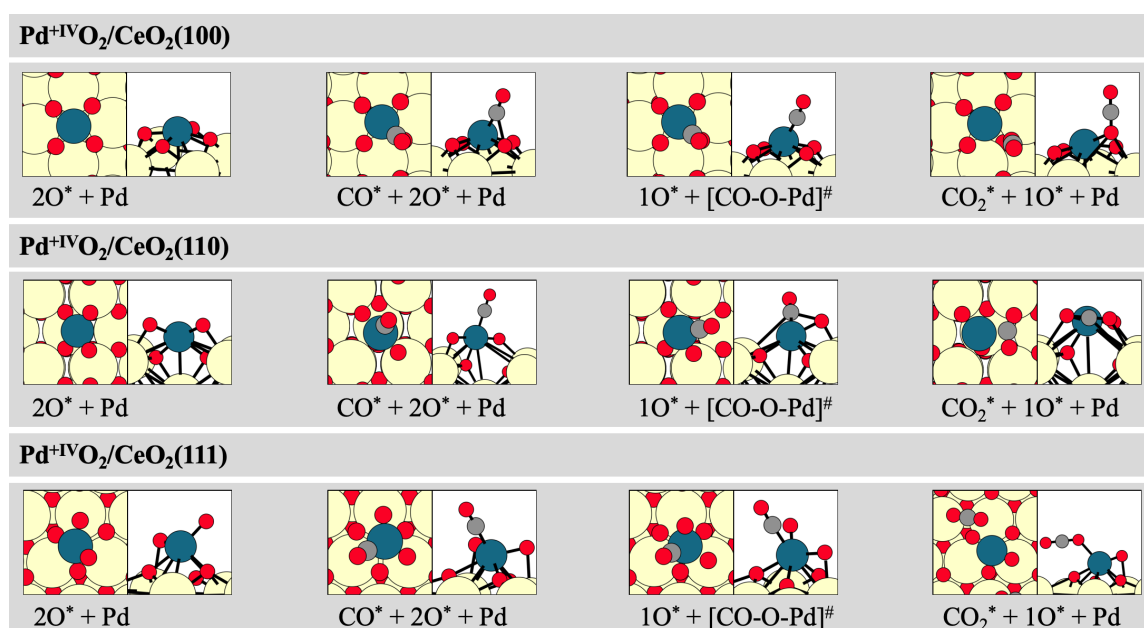 Pd⁺ᴵⱽO₂/CeO₂(100)
2O* + Pd
CO* + 2O* + Pd
1O* + [CO-O-Pd]#
CO₂* + 1O* + Pd
Pd⁺ᴵⱽO₂/CeO₂(110)
2O* + Pd
CO* + 2O* + Pd
1O* + [CO-O-Pd]#
CO₂* + 1O* + Pd
Pd⁺ᴵⱽO₂/CeO₂(111)
2O* + Pd
CO* + 2O* + Pd
1O* + [CO-O-Pd]#
CO₂* + 1O* + Pd